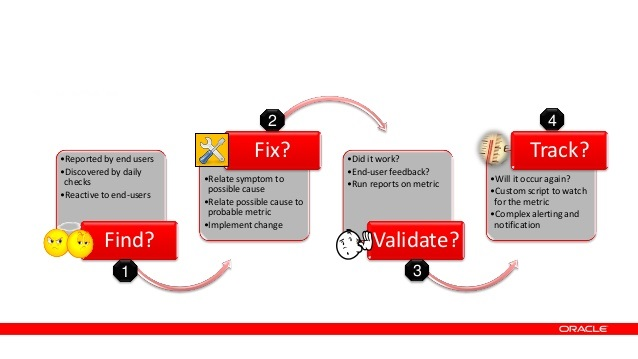 1
Find?
•Reported by end users
•Discovered by daily
checks
•Reactive to end-users
2
Fix?
•Relate symptom to
possible cause
•Relate possible cause to
probable metric
•Implement change
3
Validate?
•Did it work?
•End-user feedback?
•Run reports on metric
4
Track?
•Will it occur again?
•Custom script to watch
for the metric
•Complex alerting and
notification
ORACLE